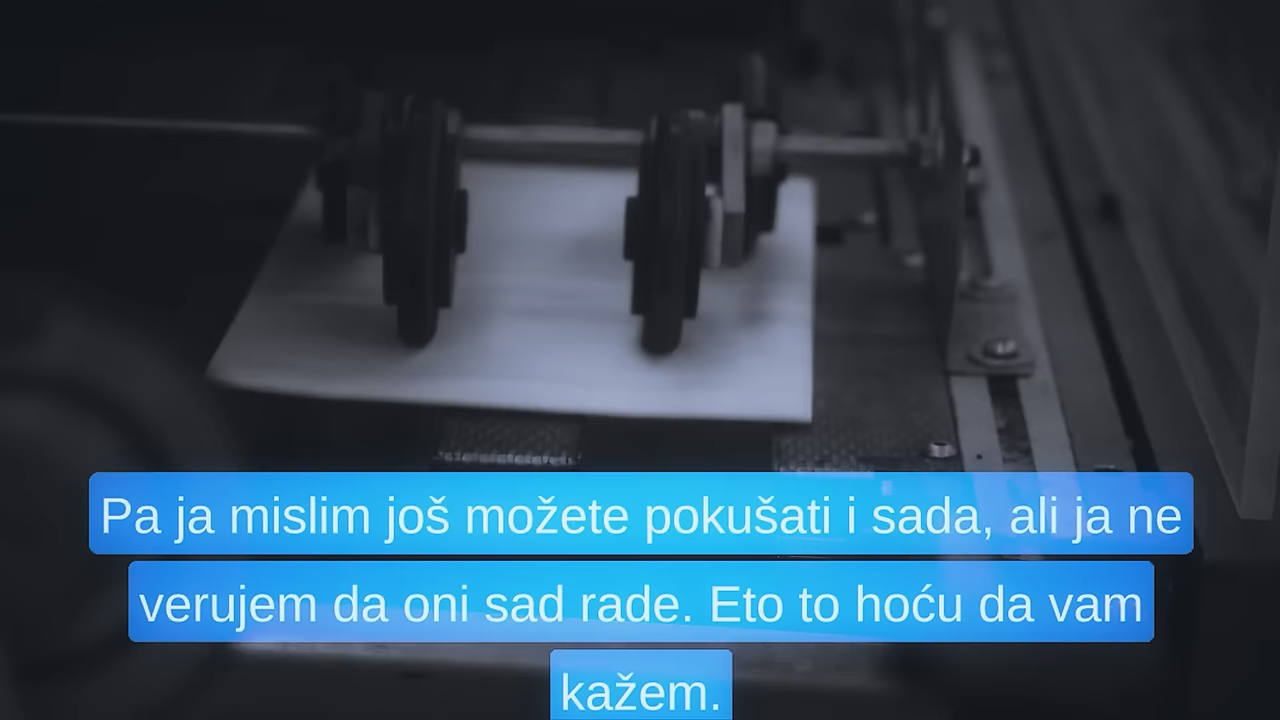 Pa ja mislim još možete pokušati i sada, ali ja ne
verujem da oni sad rade. Eto to hoću da vam
kažem.